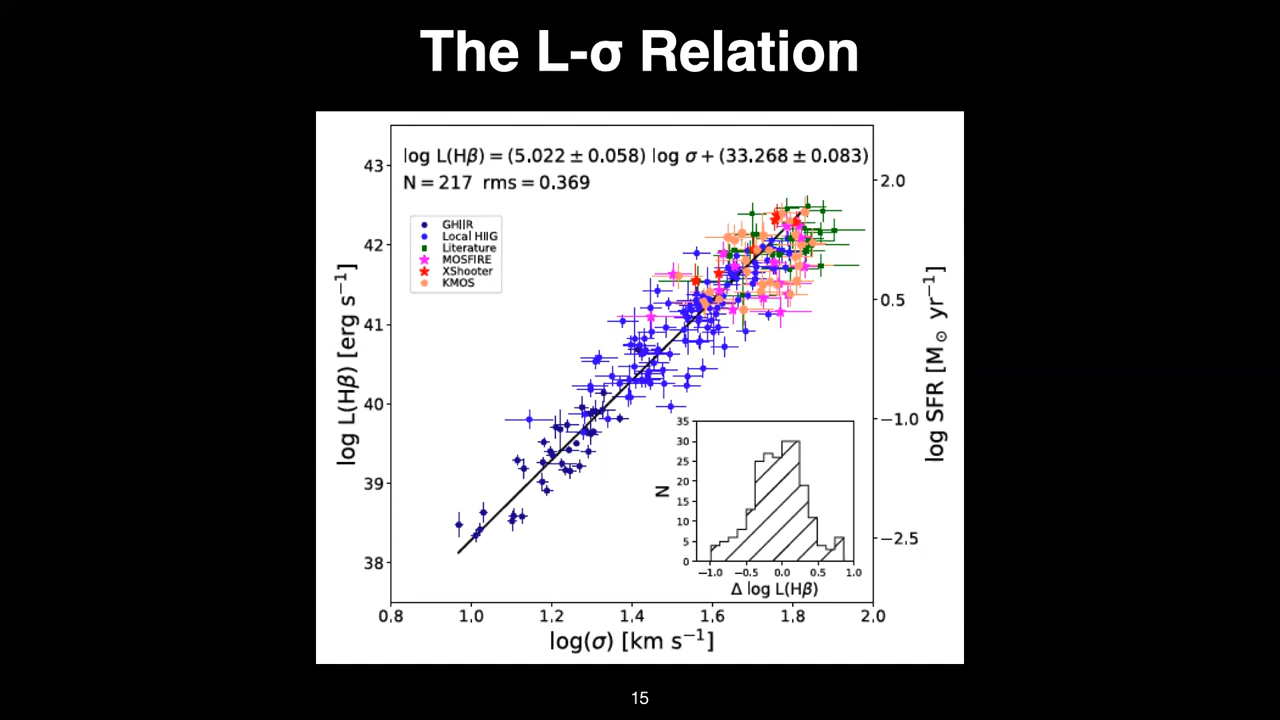 The L-σ Relation
log L(Hβ) = (5.022 ± 0.058) log σ + (33.268 ± 0.083)
N = 217 rms = 0.369
GHIIR
Local HIIG
Literature
MOSFIRE
XShooter
KMOS
43
42
41
40
39
38
log L(Hβ) [erg s⁻¹]
2.0
0.5
−1.0
−2.5
log SFR [M⊙ yr⁻¹]
35
30
25
20
15
10
5
0
N
−1.0 −0.5 0.0 0.5 1.0
Δ log L(Hβ)
0.8 1.0 1.2 1.4 1.6 1.8 2.0
log(σ) [km s⁻¹]
15